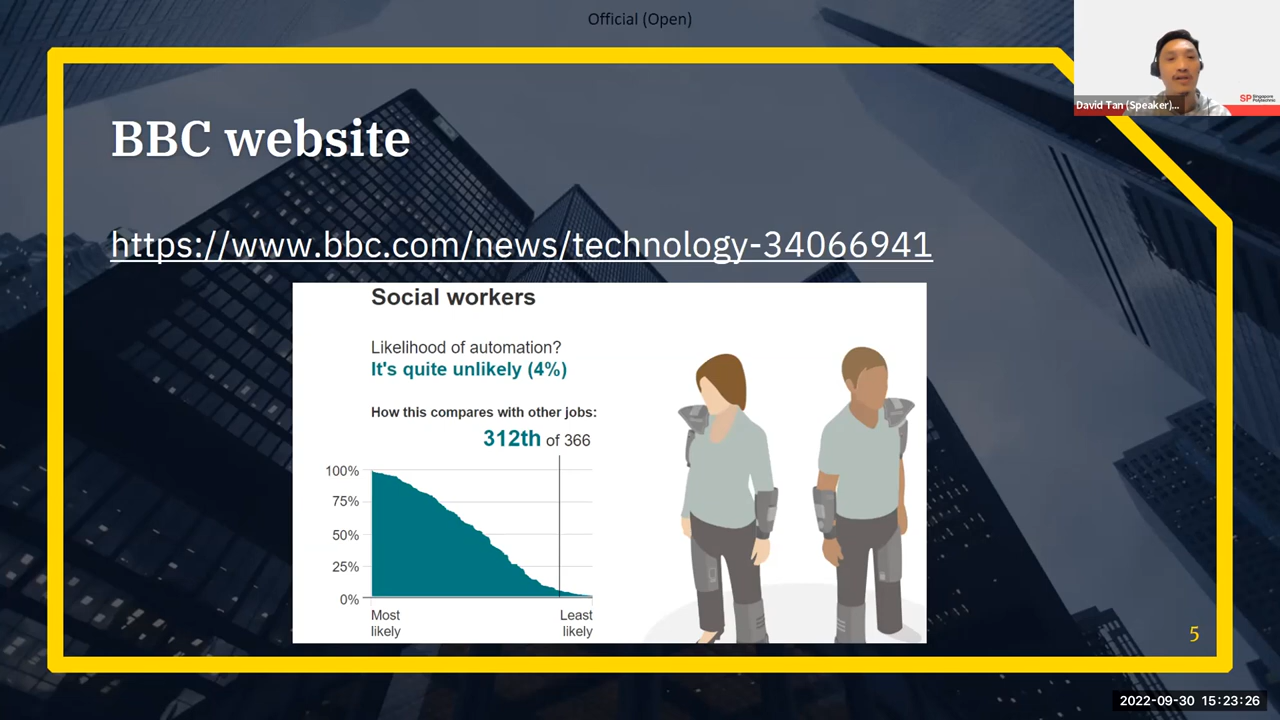 Official (Open)
David Tan (Speaker)...
SP Singapore Polytechnic
BBC website
https://www.bbc.com/news/technology-34066941
Social workers
Likelihood of automation?
It's quite unlikely (4%)
How this compares with other jobs:
312th of 366
100%
75%
50%
25%
0%
Most
likely
Least
likely
5
2022-09-30 15:23:26